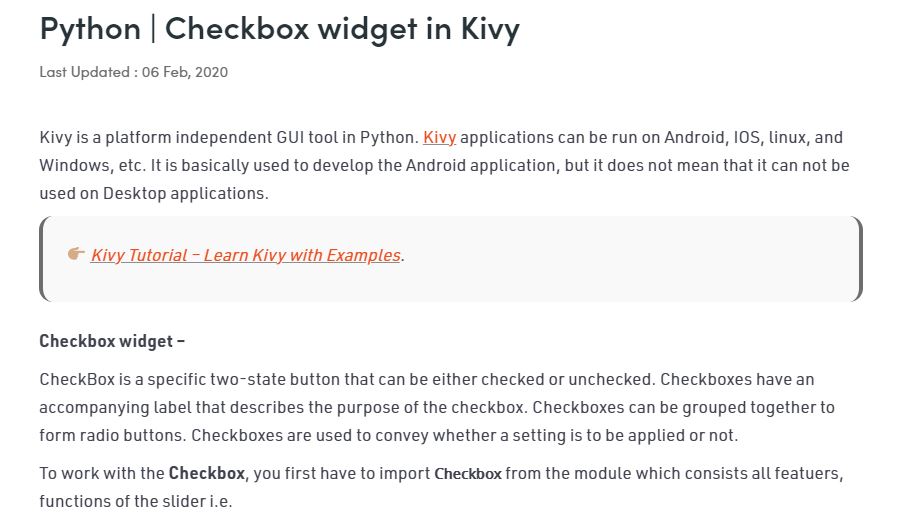 Python | Checkbox widget in Kivy
Last Updated : 06 Feb, 2020
Kivy is a platform independent GUI tool in Python. Kivy applications can be run on Android, IOS, linux, and
Windows, etc. It is basically used to develop the Android application, but it does not mean that it can not be
used on Desktop applications.
👉🏽 Kivy Tutorial – Learn Kivy with Examples.
Checkbox widget –
CheckBox is a specific two-state button that can be either checked or unchecked. Checkboxes have an
accompanying label that describes the purpose of the checkbox. Checkboxes can be grouped together to
form radio buttons. Checkboxes are used to convey whether a setting is to be applied or not.
To work with the Checkbox, you first have to import Checkbox from the module which consists all featuers,
functions of the slider i.e.